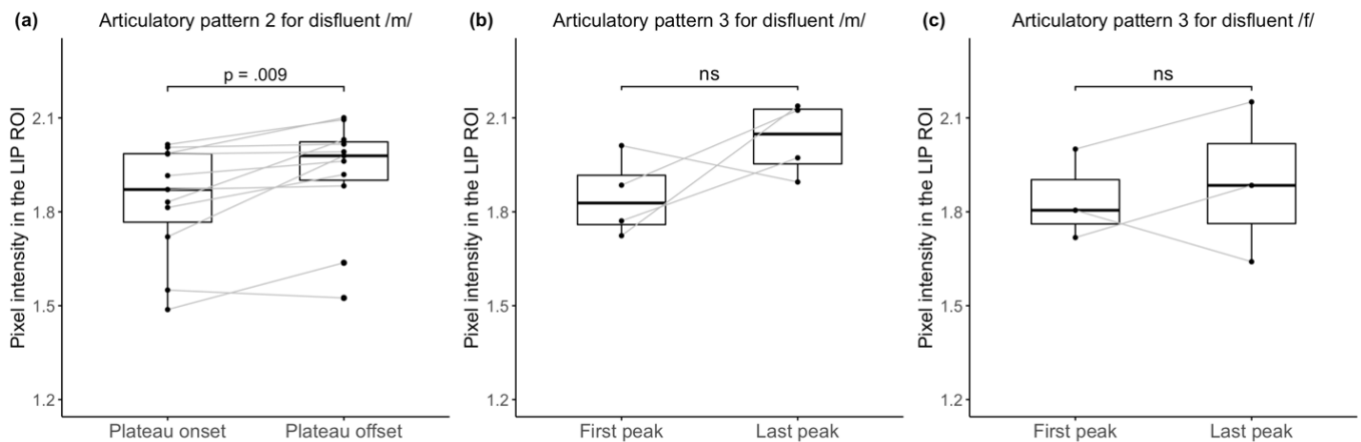 (a) Articulatory pattern 2 for disfluent /m/
p = .009
Pixel intensity in the LIP ROI
2.1
1.8
1.5
1.2
Plateau onset Plateau offset
(b) Articulatory pattern 3 for disfluent /m/
ns
Pixel intensity in the LIP ROI
2.1
1.8
1.5
1.2
First peak Last peak
(c) Articulatory pattern 3 for disfluent /f/
ns
Pixel intensity in the LIP ROI
2.1
1.8
1.5
1.2
First peak Last peak